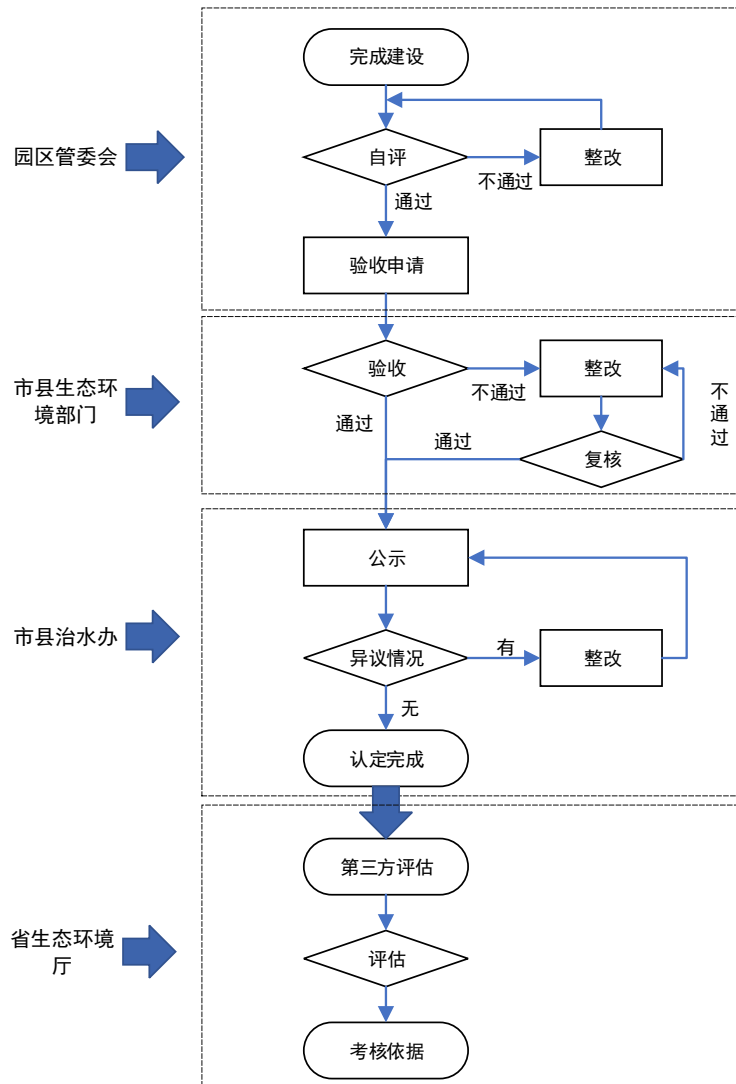 完成建设
园区管委会
自评
整改
不通过
通过
验收申请
市县生态环
境部门
验收
整改
不通过
不
通
过
通过
通过
复核
公示
市县治水办
异议情况
有
整改
无
认定完成
第三方评估
省生态环境
厅
评估
考核依据